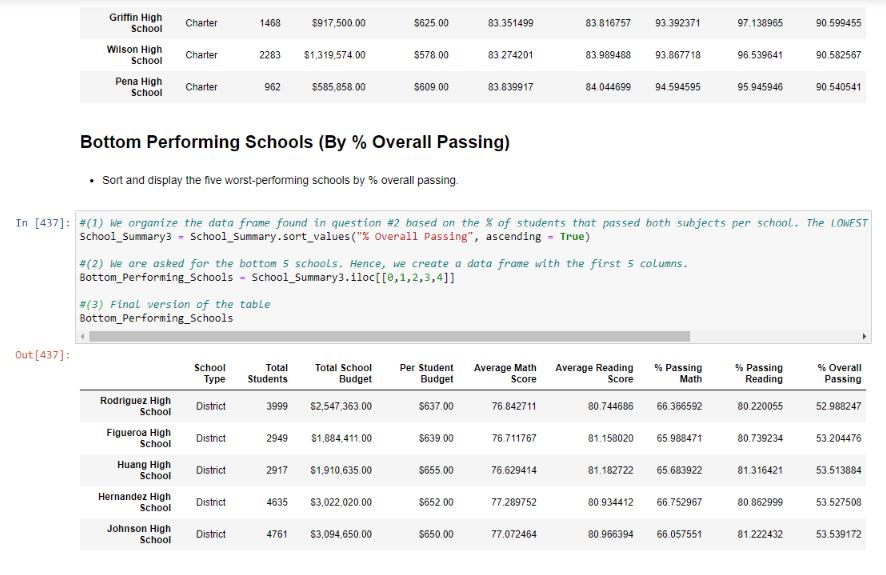 Griffin High School Charter 1468 $917,500.00 $625.00 83.351499 83.816757 93.392371 97.138965 90.599455
Wilson High School Charter 2283 $1,319,574.00 $578.00 83.274201 83.989488 93.867718 96.539641 90.582567
Pena High School Charter 962 $585,858.00 $609.00 83.839917 84.044699 94.594595 95.945946 90.540541
Bottom Performing Schools (By % Overall Passing)
• Sort and display the five worst-performing schools by % overall passing.
In [437]: #(1) We organize the data frame found in question #2 based on the % of students that passed both subjects per school. The LOWEST
School_Summary3 = School_Summary.sort_values("% Overall Passing", ascending = True)
#(2) We are asked for the bottom 5 schools. Hence, we create a data frame with the first 5 columns.
Bottom_Performing_Schools = School_Summary3.iloc[[0,1,2,3,4]]
#(3) Final version of the table
Bottom_Performing_Schools
Out[437]:
School Type Total Students Total School Budget Per Student Budget Average Math Score Average Reading Score % Passing Math % Passing Reading % Overall Passing
Rodriguez High School District 3999 $2,547,363.00 $637.00 76.842711 80.744686 66.366592 80.220055 52.988247
Figueroa High School District 2949 $1,884,411.00 $639.00 76.711767 81.158020 65.988471 80.739234 53.204476
Huang High School District 2917 $1,910,635.00 $655.00 76.629414 81.182722 65.683922 81.316421 53.513884
Hernandez High School District 4635 $3,022,020.00 $652.00 77.289752 80.934412 66.752967 80.862999 53.527508
Johnson High School District 4761 $3,094,650.00 $650.00 77.072464 80.966394 66.057551 81.222432 53.539172